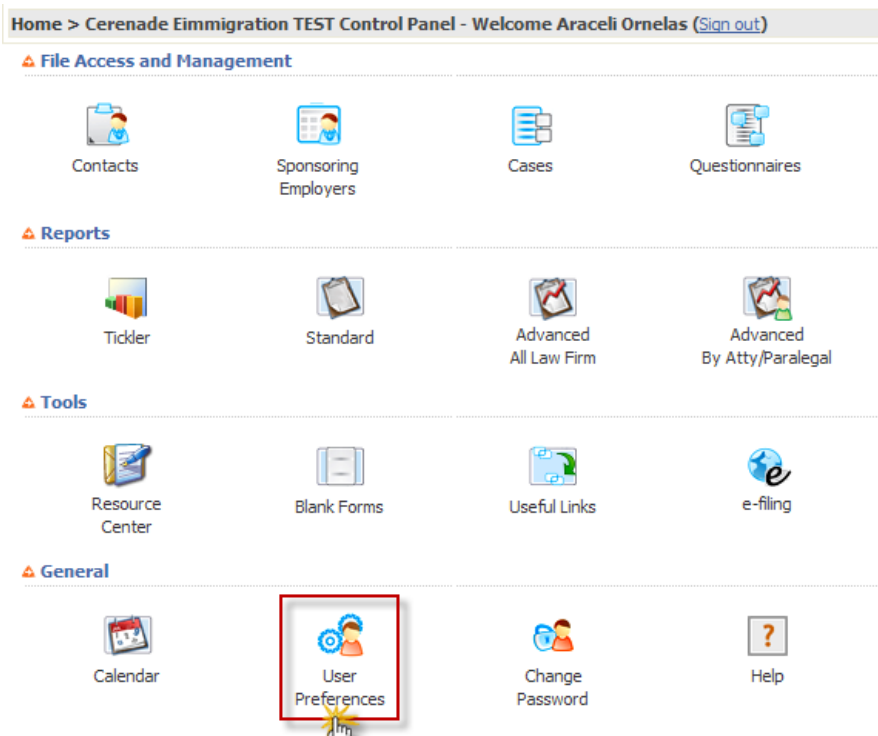 Home > Cerenade Eimmigration TEST Control Panel - Welcome Araceli Ornelas (Sign out)
File Access and Management
Contacts
Sponsoring
Employers
Cases
Questionnaires
Reports
Tickler
Standard
Advanced
All Law Firm
Advanced
By Atty/Paralegal
Tools
Resource
Center
Blank Forms
Useful Links
e-filing
General
Calendar
User
Preferences
Change
Password
?
Help